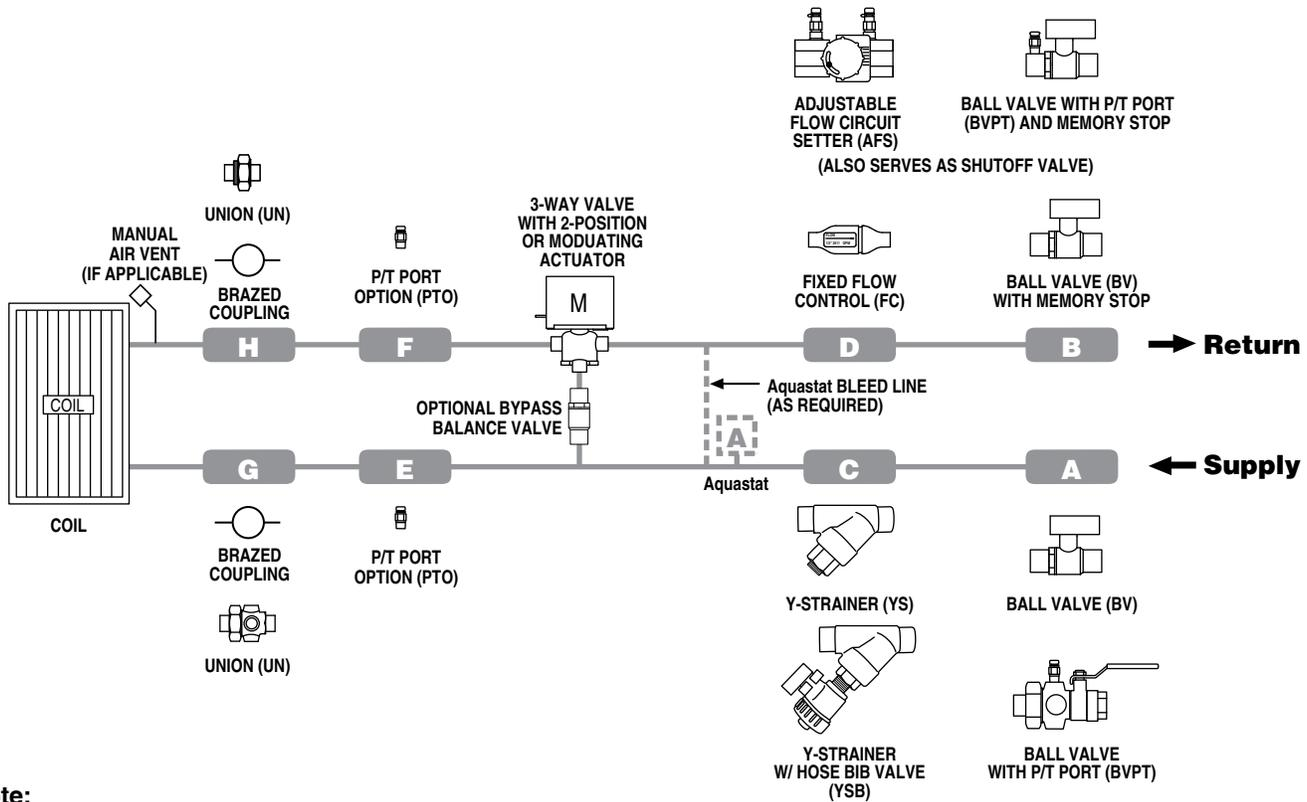 ADJUSTABLE
FLOW CIRCUIT
SETTER (AFS)
BALL VALVE WITH P/T PORT
(BVPT) AND MEMORY STOP
(ALSO SERVES AS SHUTOFF VALVE)
UNION (UN)
MANUAL
AIR VENT
(IF APPLICABLE)
BRAZED
COUPLING
P/T PORT
OPTION (PTO)
3-WAY VALVE
WITH 2-POSITION
OR MODUATING
ACTUATOR
M
FIXED FLOW
CONTROL (FC)
BALL VALVE (BV)
WITH MEMORY STOP
H
F
D
B
Return
COIL
OPTIONAL BYPASS
BALANCE VALVE
Aquastat BLEED LINE
(AS REQUIRED)
A
Aquastat
G
E
C
A
Supply
COIL
BRAZED
COUPLING
UNION (UN)
P/T PORT
OPTION (PTO)
Y-STRAINER (YS)
BALL VALVE (BV)
Y-STRAINER
W/ HOSE BIB VALVE
(YSB)
BALL VALVE
WITH P/T PORT (BVPT)